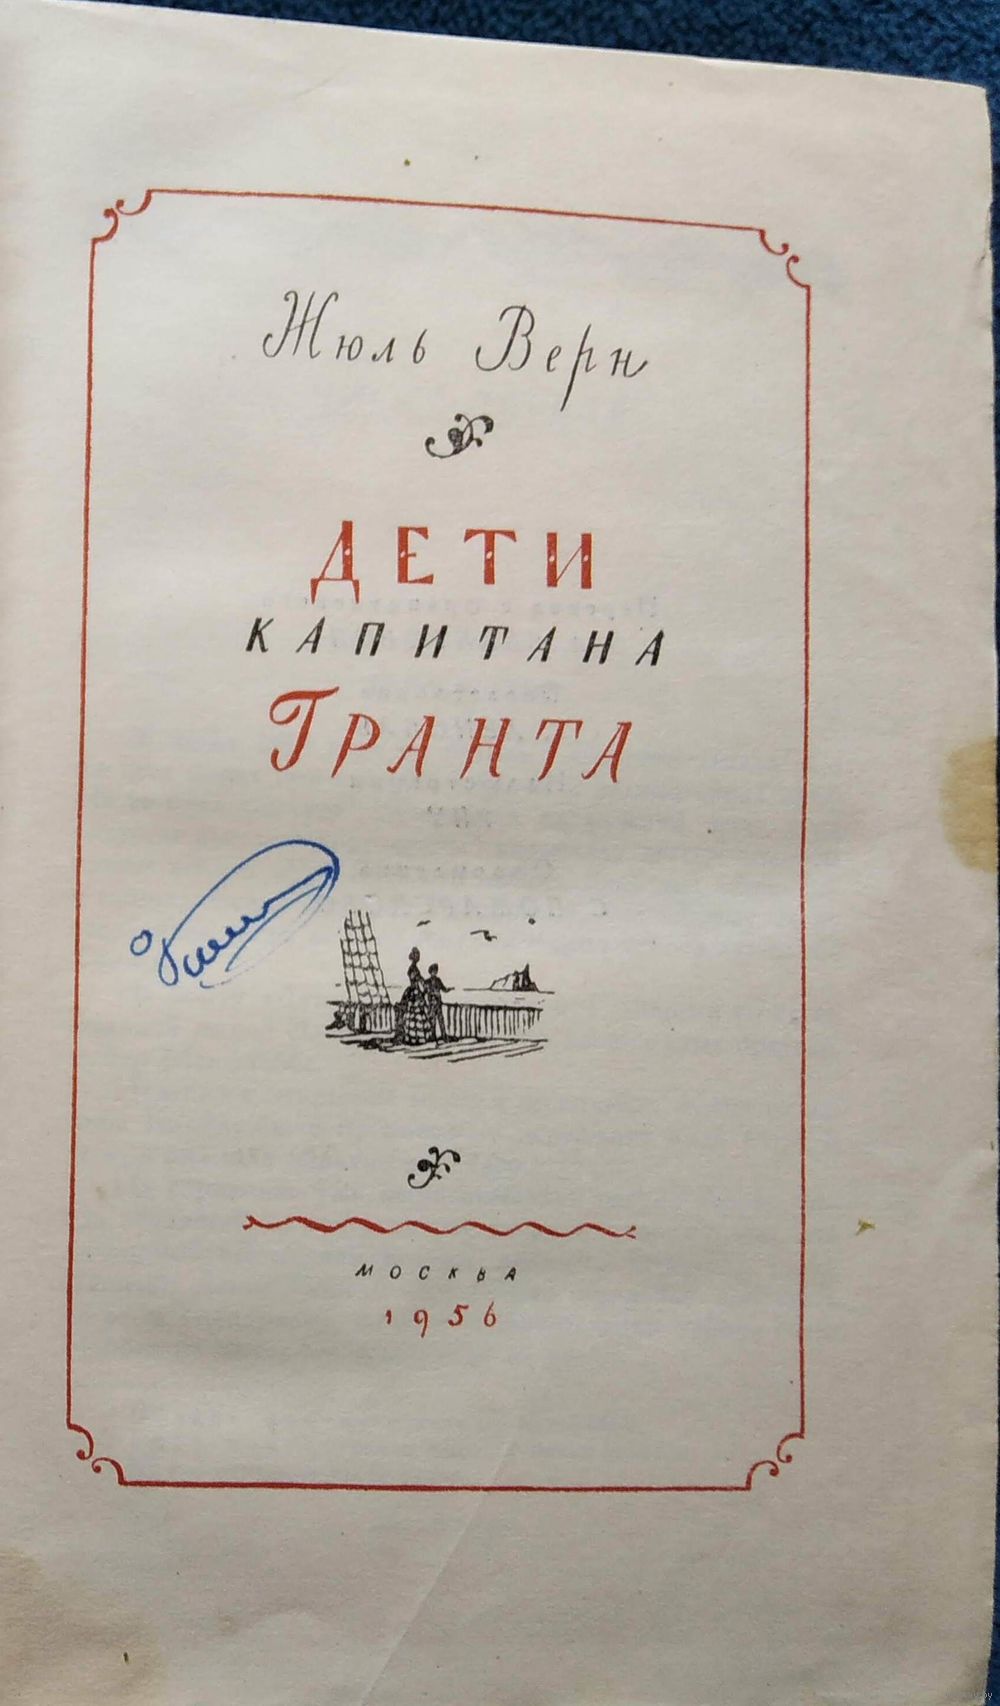 Жюль Верн
ДЕТИ
КАПИТАНА
ГРАНТА
МОСКВА
1956